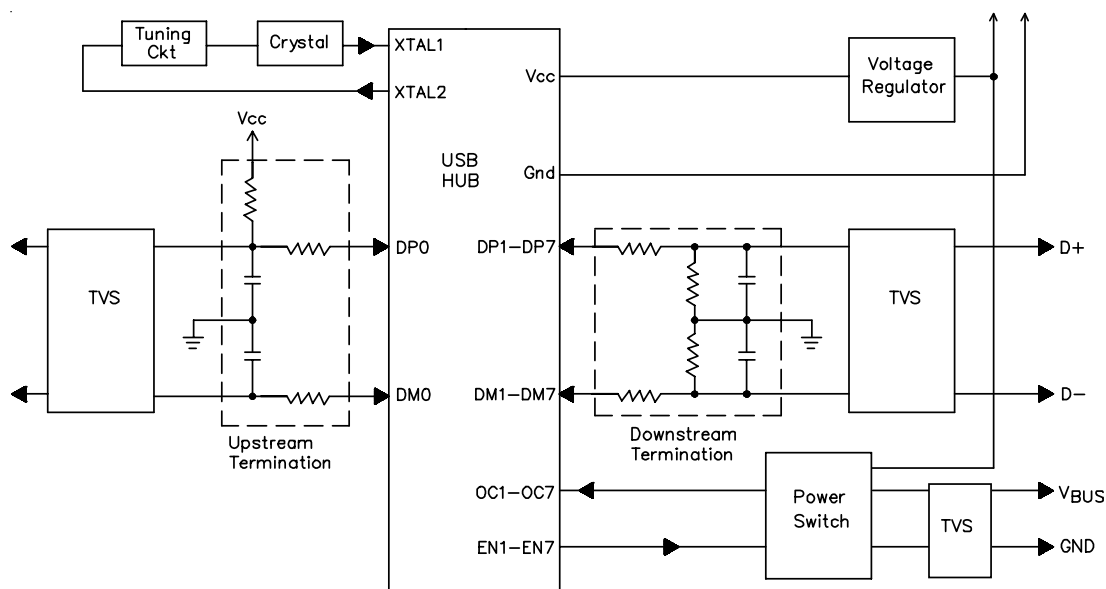 Tuning
Ckt
Crystal
XTAL1
XTAL2
Vcc
Voltage
Regulator
Vcc
USB
HUB
Gnd
TVS
DP0
DP1-DP7
TVS
D+
DM0
DM1-DM7
D-
Upstream
Termination
Downstream
Termination
OC1-OC7
Power
Switch
TVS
VBUS
EN1-EN7
GND